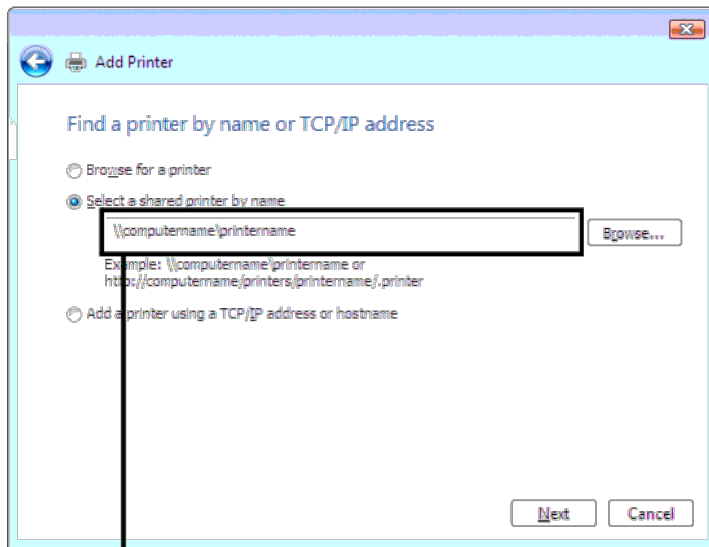 Add Printer
Find a printer by name or TCP/IP address
Browse for a printer
Select a shared printer by name
\\computername\printername
Browse...
Example: \\computername\printername or
http://computername/printers/printername/.printer
Add a printer using a TCP/IP address or hostname
Next
Cancel